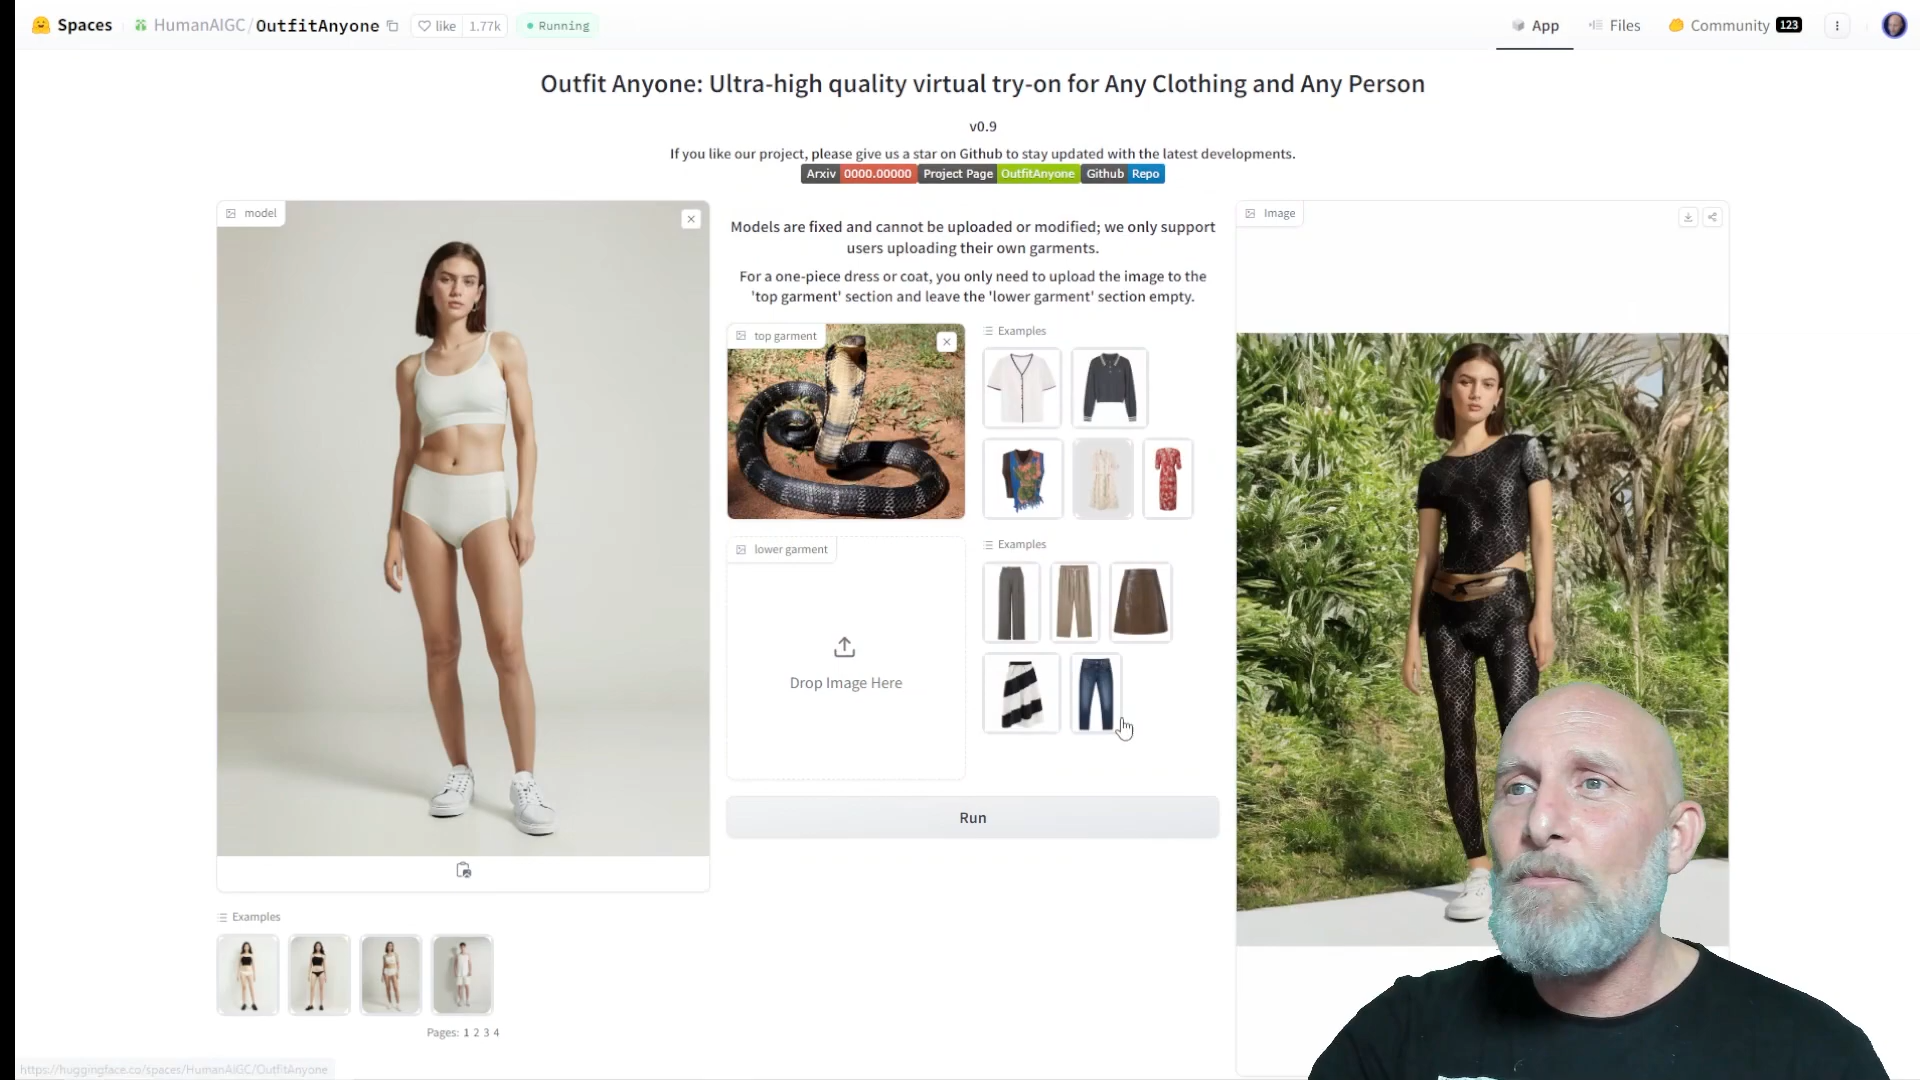 Spaces HumanAIGC/OutfitAnyone like 1.77k Running App Files Community 123
Outfit Anyone: Ultra-high quality virtual try-on for Any Clothing and Any Person
v0.9
If you like our project, please give us a star on Github to stay updated with the latest developments.
Arxiv 0000.00000 Project Page OutfitAnyone Github Repo
model
Models are fixed and cannot be uploaded or modified; we only support
users uploading their own garments.
For a one-piece dress or coat, you only need to upload the image to the
'top garment' section and leave the 'lower garment' section empty.
top garment
Examples
lower garment
Drop Image Here
Examples
Run
Image
Examples
Pages: 1 2 3 4
https://huggingface.co/spaces/HumanAIGC/OutfitAnyone